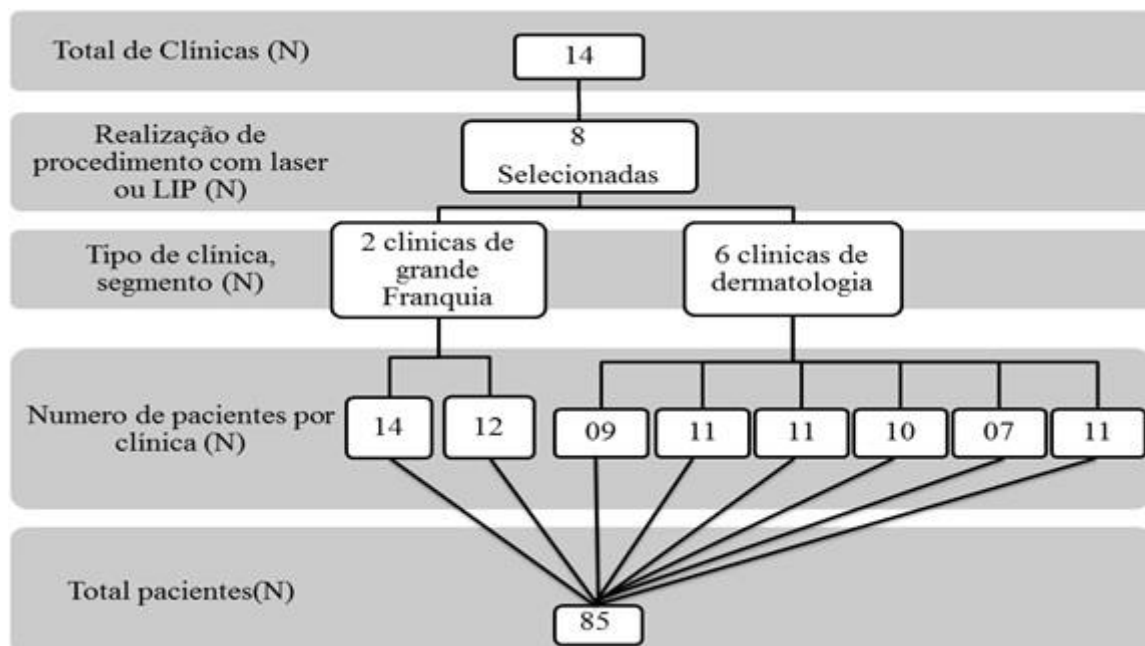 Total de Clínicas (N)
14
Realização de
procedimento com laser
ou LIP (N)
8
Selecionadas
Tipo de clínica,
segmento (N)
2 clinicas de
grande
Franquia
6 clinicas de
dermatologia
Numero de pacientes por
clínica (N)
14
12
09
11
11
10
07
11
Total pacientes(N)
85